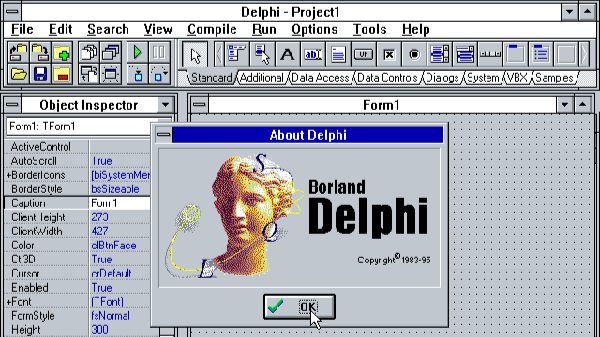 Delphi - Project1
File Edit Search View Compile Run Options Tools Help
Standard Additional Data Access Data Controls Dialogs System VBX Samples
Object Inspector
Form1
Form1: TForm1
About Delphi
ActiveControl
AutoScroll True
+BorderIcons [biSystemMen
BorderStyle bsSizeable
Caption Form1
ClientHeight 273
ClientWidth 427
Color clBtnFace
Ctl3D True
Cursor crDefault
Enabled True
+Font (TFont)
FormStyle fsNormal
Height 300
S
Q
L
Borland
Delphi
Copyright © 1983-95
OK